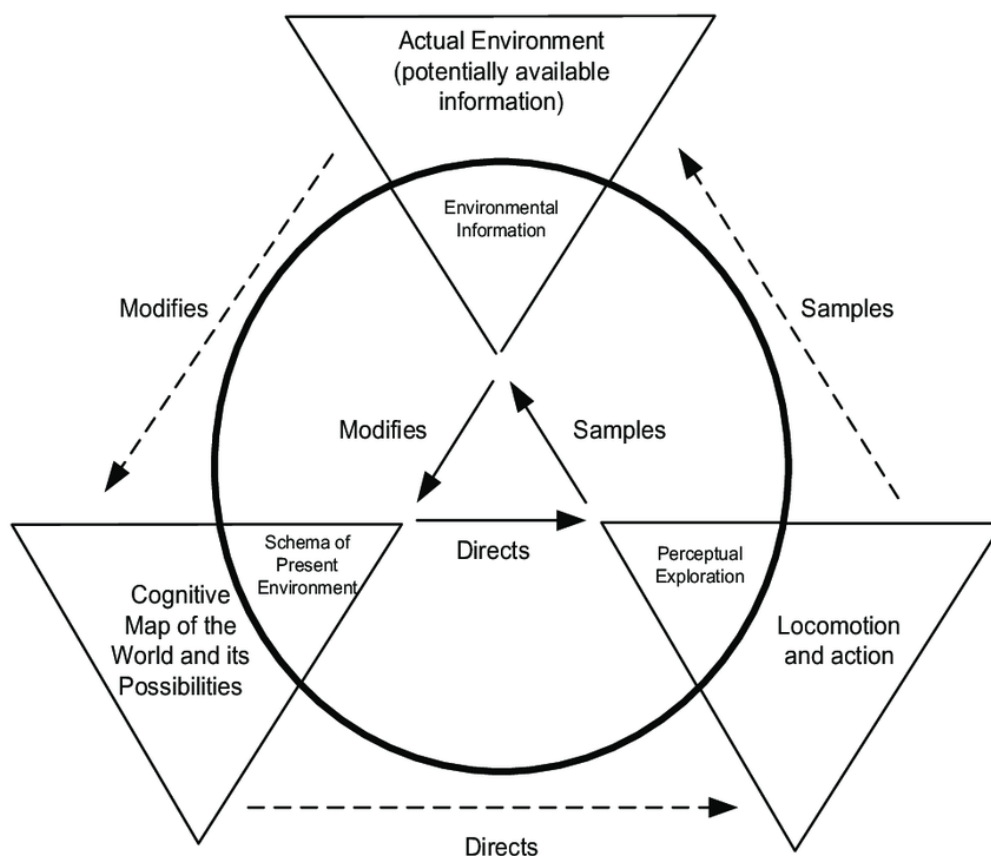 Actual Environment
(potentially available
information)
Environmental
Information
Modifies
Samples
Modifies
Samples
Directs
Schema of
Present
Environment
Perceptual
Exploration
Cognitive
Map of the
World and its
Possibilities
Locomotion
and action
Directs